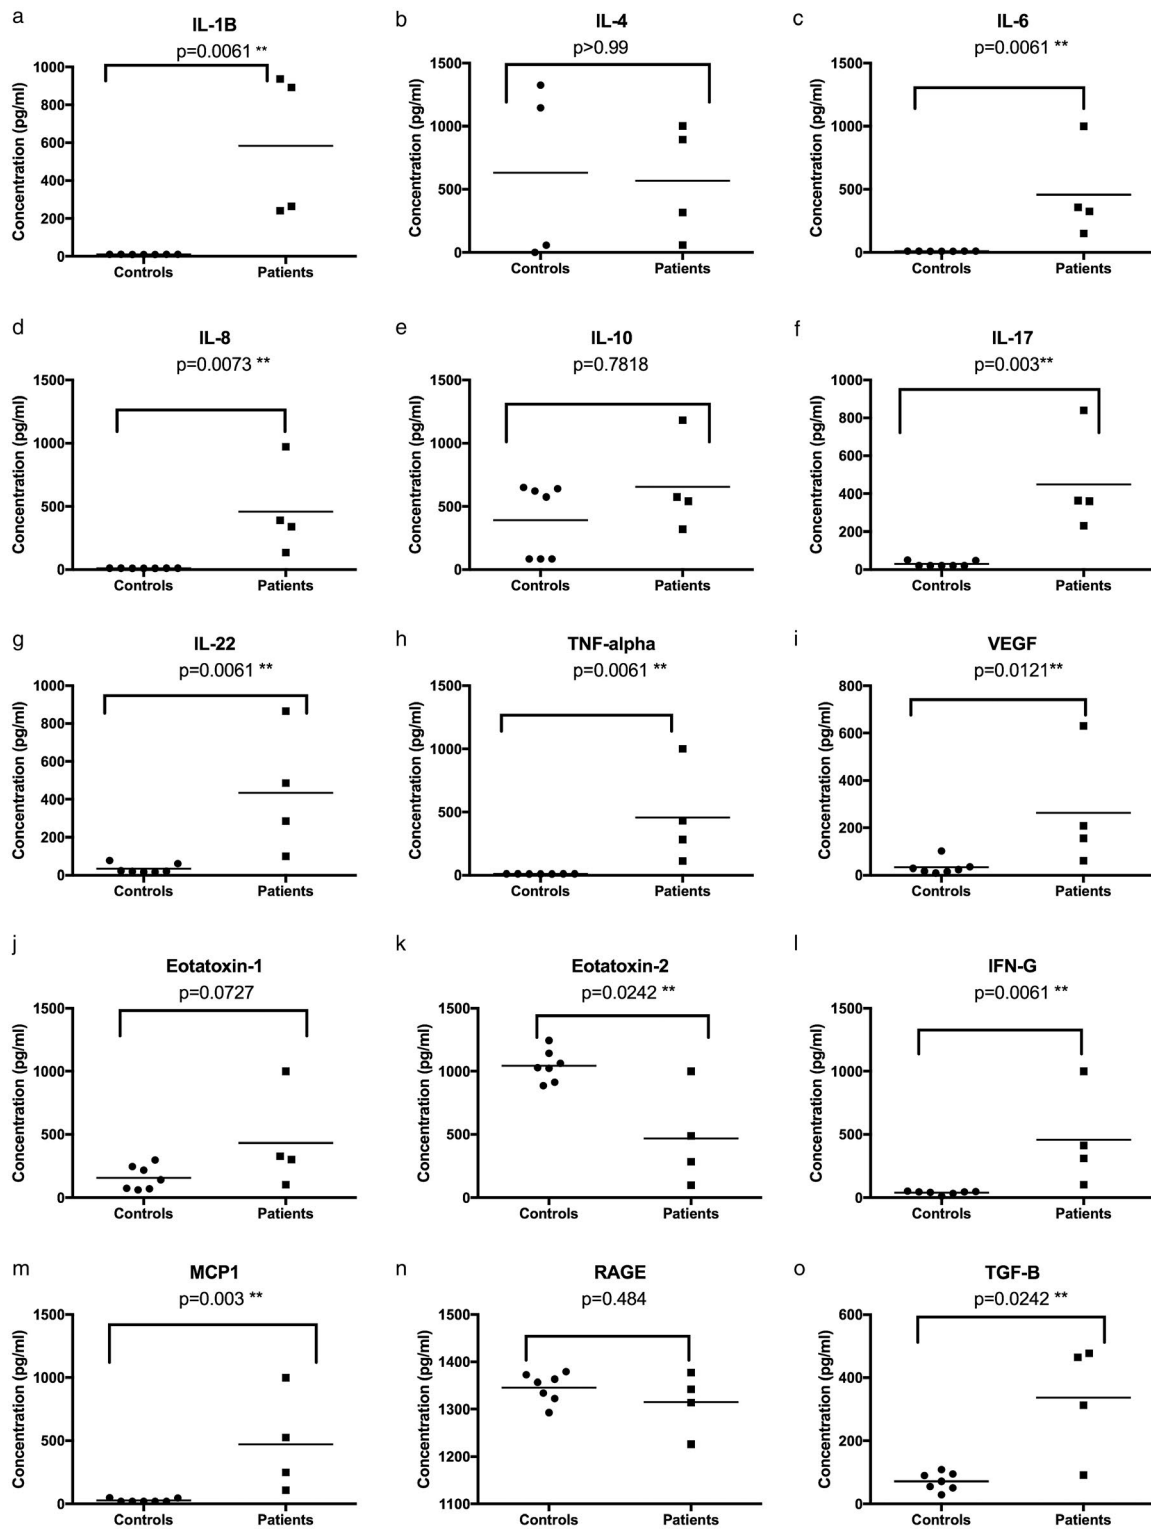 a
IL-1B
p=0.0061 **
Concentration (pg/ml)
1000
800
600
400
200
0
Controls
Patients
b
IL-4
p>0.99
Concentration (pg/ml)
1500
1000
500
0
Controls
Patients
c
IL-6
p=0.0061 **
Concentration (pg/ml)
1500
1000
500
0
Controls
Patients
d
IL-8
p=0.0073 **
Concentration (pg/ml)
1500
1000
500
0
Controls
Patients
e
IL-10
p=0.7818
Concentration (pg/ml)
1500
1000
500
0
Controls
Patients
f
IL-17
p=0.003**
Concentration (pg/ml)
1000
800
600
400
200
0
Controls
Patients
g
IL-22
p=0.0061 **
Concentration (pg/ml)
1000
800
600
400
200
0
Controls
Patients
h
TNF-alpha
p=0.0061 **
Concentration (pg/ml)
1500
1000
500
0
Controls
Patients
i
VEGF
p=0.0121**
Concentration (pg/ml)
800
600
400
200
0
Controls
Patients
j
Eotatoxin-1
p=0.0727
Concentration (pg/ml)
1500
1000
500
0
Controls
Patients
k
Eotatoxin-2
p=0.0242 **
Concentration (pg/ml)
1500
1000
500
0
Controls
Patients
l
IFN-G
p=0.0061 **
Concentration (pg/ml)
1500
1000
500
0
Controls
Patients
m
MCP1
p=0.003 **
Concentration (pg/ml)
1500
1000
500
0
Controls
Patients
n
RAGE
p=0.484
Concentration (pg/ml)
1500
1400
1300
1200
1100
Controls
Patients
o
TGF-B
p=0.0242 **
Concentration (pg/ml)
600
400
200
0
Controls
Patients